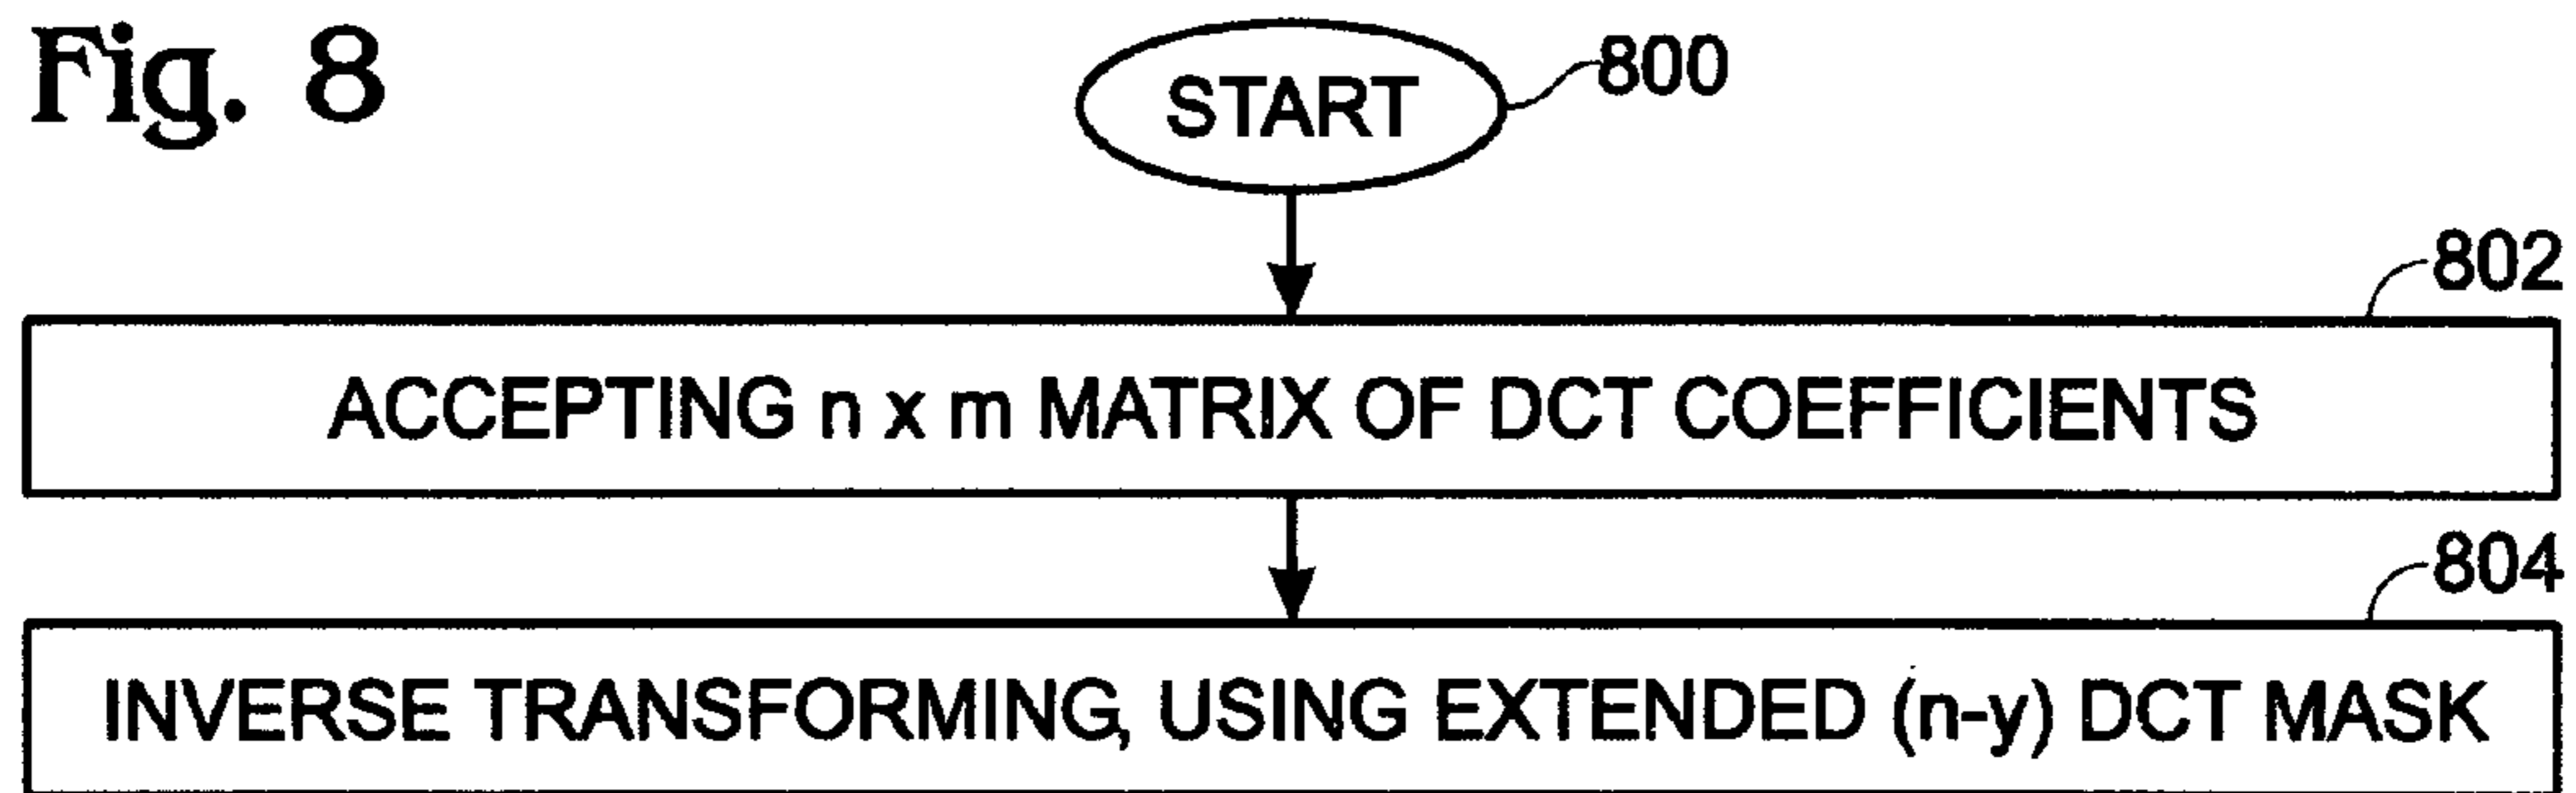 Fig. 8
START
800
802
ACCEPTING n x m MATRIX OF DCT COEFFICIENTS
804
INVERSE TRANSFORMING, USING EXTENDED (n-y) DCT MASK